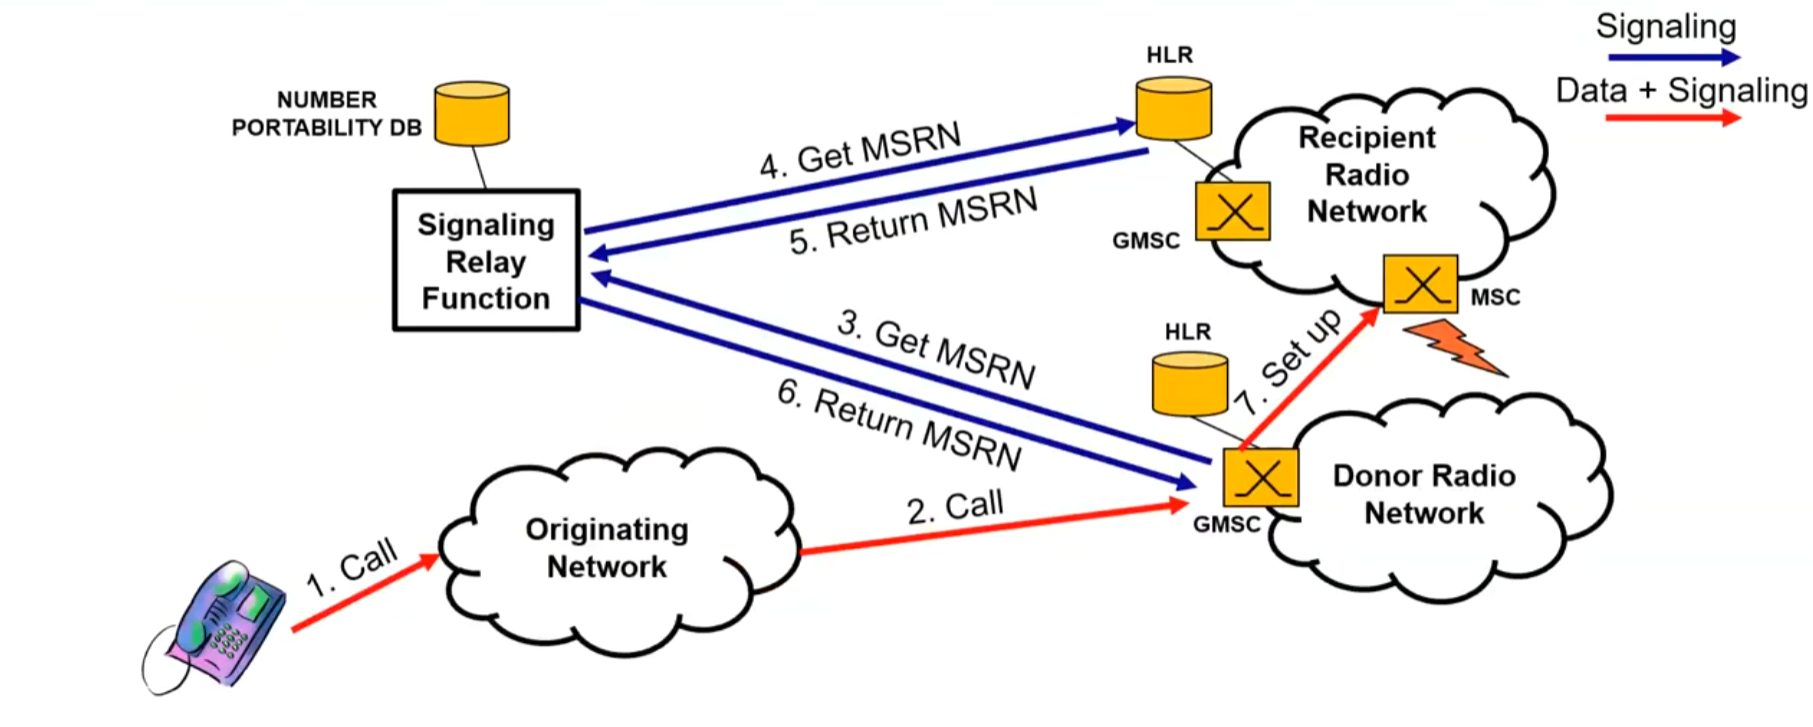 Signaling
Data + Signaling
HLR
NUMBER
PORTABILITY DB
Recipient
Radio
Network
4. Get MSRN
5. Return MSRN
GMSC
Signaling
Relay
Function
MSC
3. Get MSRN
HLR
7. Set up
6. Return MSRN
Donor Radio
Network
2. Call
GMSC
Originating
Network
1. Call